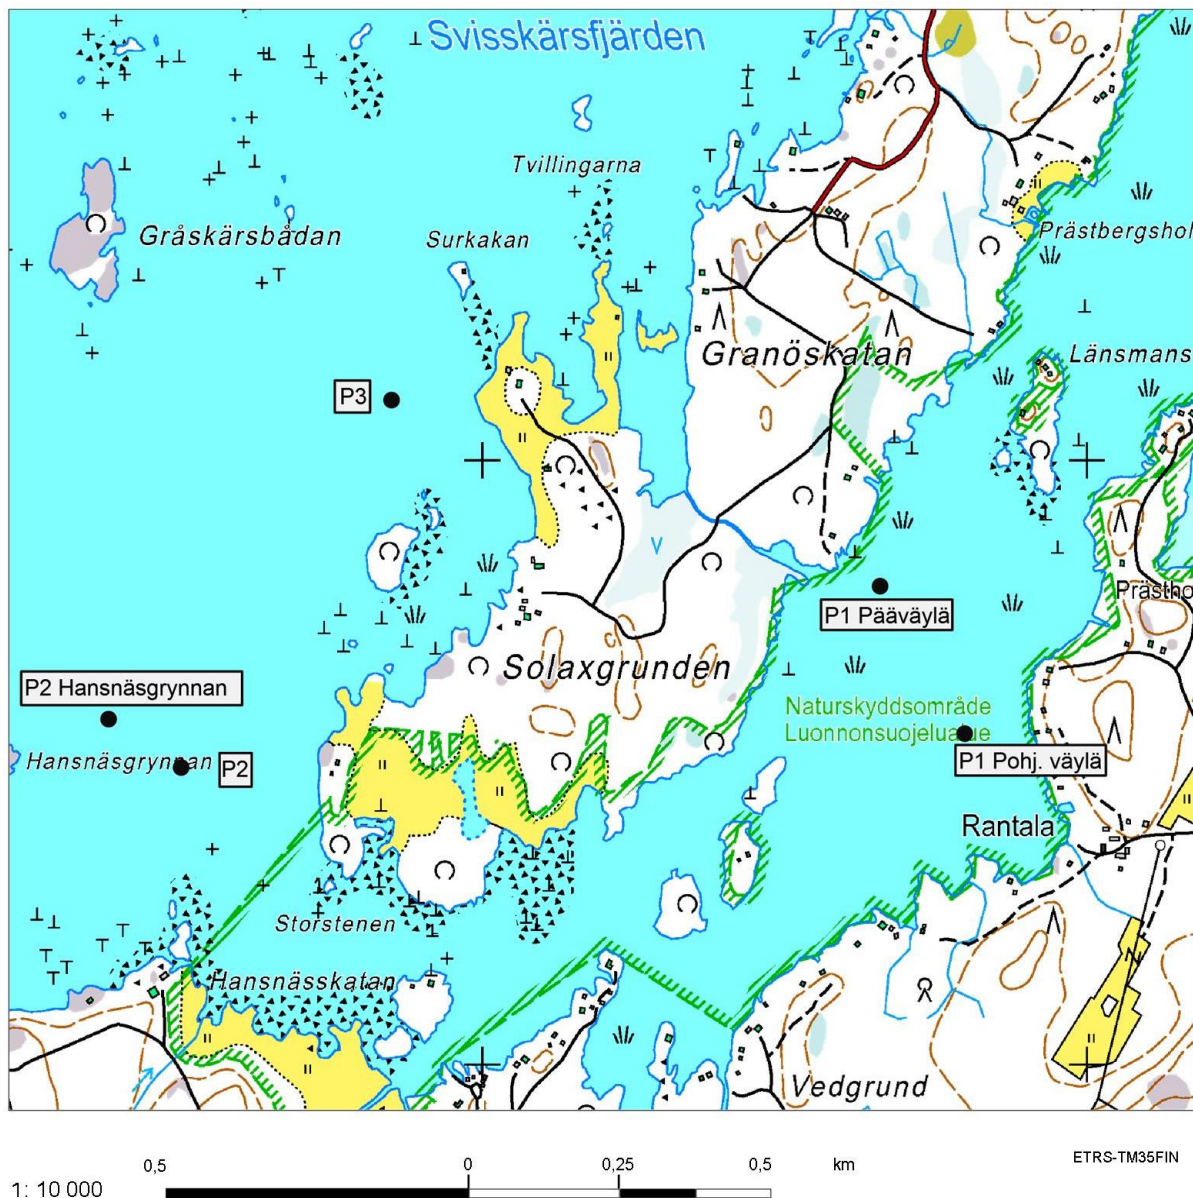 Svisskärsfjärden
Tvillingarna
Gråskärsbådan
Surkakan
Prästbergshol
Granöskatan
Länsmans
P3
Prästho
P1 Pääväylä
Solaxgrunden
P2 Hansnäsgrynnan
Naturskyddsområde
Luonnonsuojelualue
Hansnäsgrynnan
P2
P1 Pohj. väylä
Rantala
Storstenen
Hansnässkatan
Vedgrund
0,5 0 0,25 0,5 km
ETRS-TM35FIN
1: 10 000